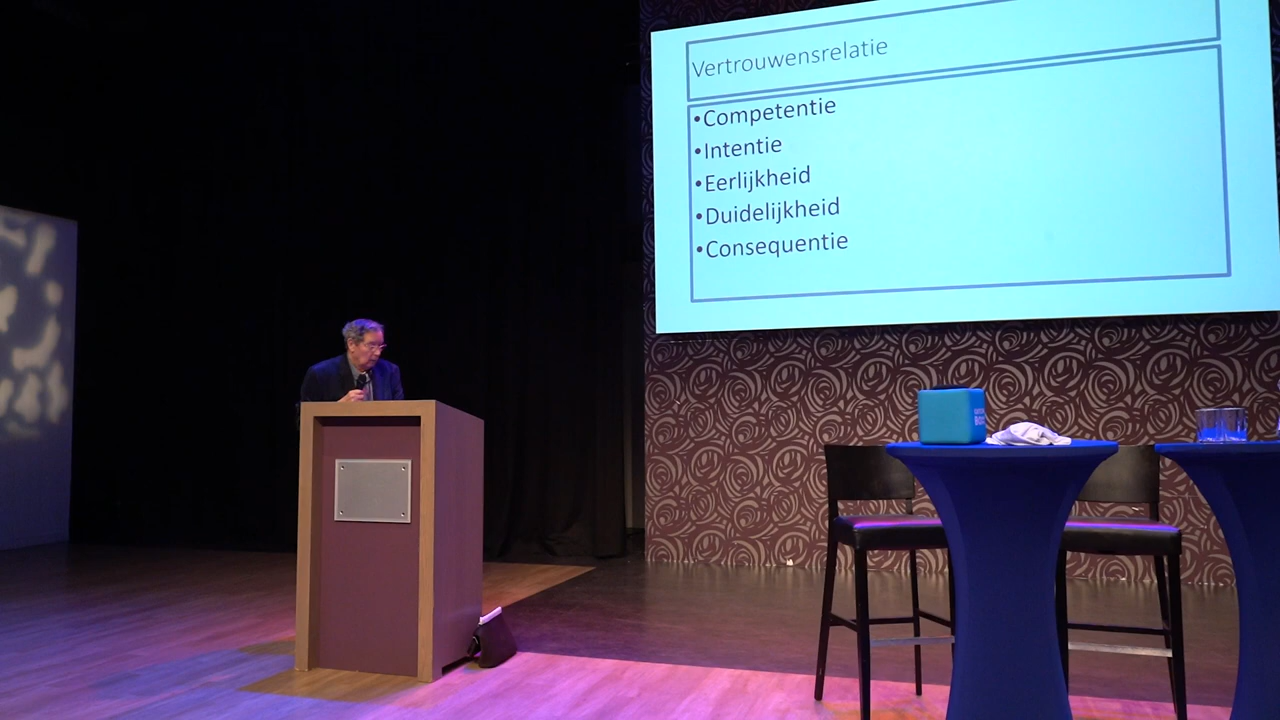 Vertrouwensrelatie
•Competentie
•Intentie
•Eerlijkheid
•Duidelijkheid
•Consequentie